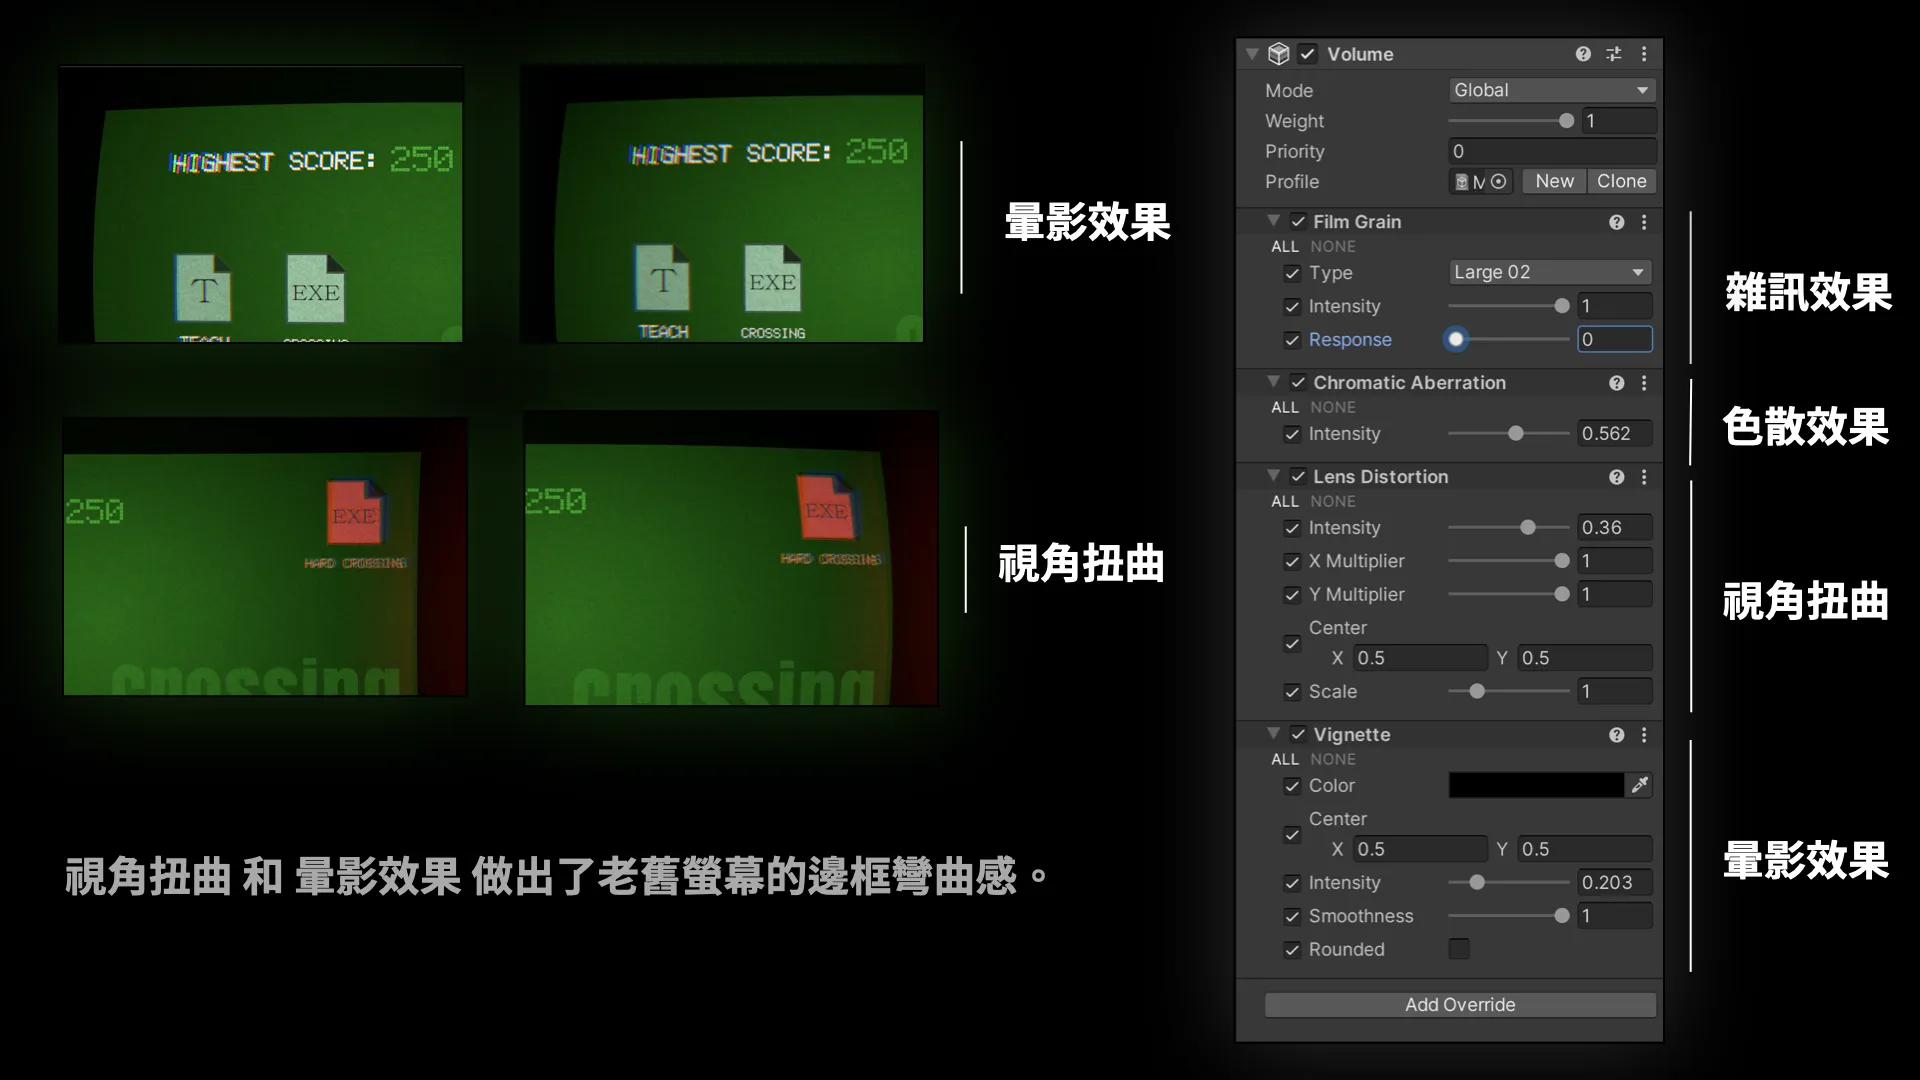 HIGHEST SCORE: 250
T
EXE
TEACH
CROSSING
HIGHEST SCORE: 250
T
EXE
TEACH
CROSSING
暈影效果
250
EXE
HARD CROSSING
Crossing
250
EXE
HARD CROSSING
Crossing
視角扭曲
視角扭曲 和 暈影效果 做出了老舊螢幕的邊框彎曲感。
Volume
Mode Global
Weight 1
Priority 0
Profile M New Clone
Film Grain
ALL NONE
Type Large 02
Intensity 1
Response 0
雜訊效果
Chromatic Aberration
ALL NONE
Intensity 0.562
色散效果
Lens Distortion
ALL NONE
Intensity 0.36
X Multiplier 1
Y Multiplier 1
Center
X 0.5 Y 0.5
Scale 1
視角扭曲
Vignette
ALL NONE
Color
Center
X 0.5 Y 0.5
Intensity 0.203
Smoothness 1
Rounded
暈影效果
Add Override